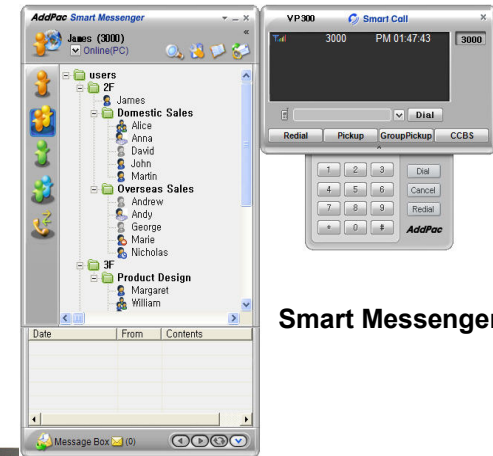 AddPac Smart Messenger
James (3000)
Online(PC)
users
2F
James
Domestic Sales
Alice
Anna
David
John
Martin
Overseas Sales
Andrew
Andy
George
Marie
Nicholas
3F
Product Design
Margaret
William
Date From Contents
Message Box (0)
VP300 Smart Call
3000 PM 01:47:43 3000
Dial
Redial Pickup GroupPickup CCBS
1 2 3 Dial
4 5 6 Cancel
7 8 9 Redial
* 0 # AddPac
Smart Messenger